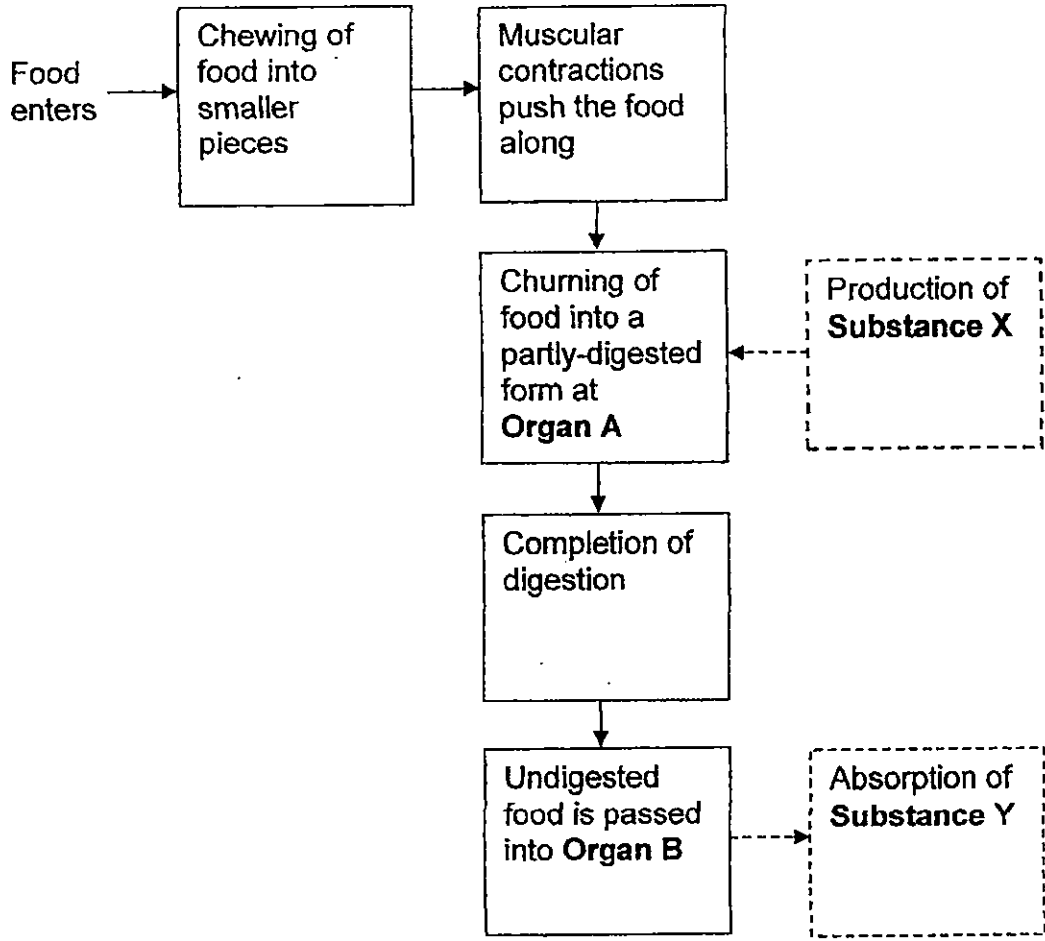 Food
enters
Chewing of
food into
smaller
pieces
Muscular
contractions
push the food
along
Churning of
food into a
partly-digested
form at
Organ A
Production of
Substance X
Completion of
digestion
Undigested
food is passed
into Organ B
Absorption of
Substance Y